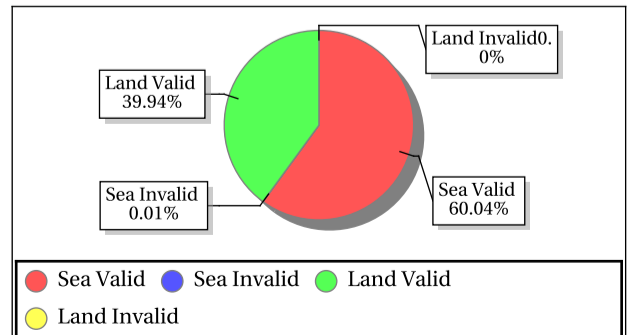 Land Invalid0.
0%
Land Valid
39.94%
Sea Invalid
0.01%
Sea Valid
60.04%
Sea Valid
Sea Invalid
Land Valid
Land Invalid